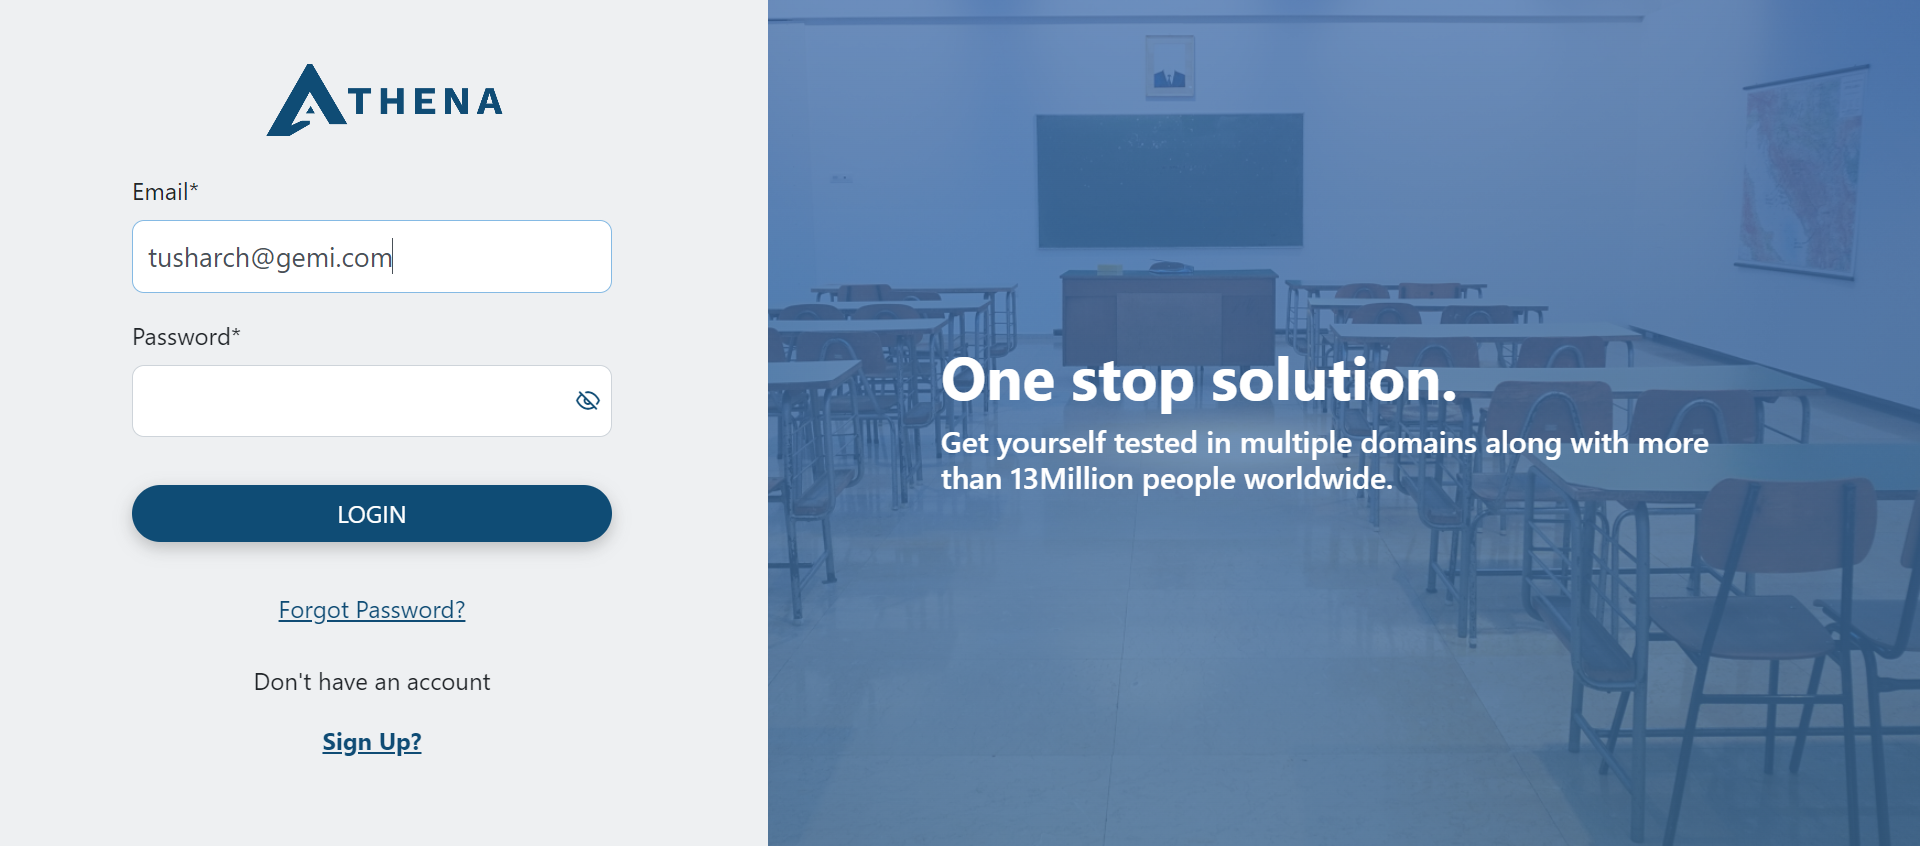 ATHENA
Email*
tusharch@gemi.com
Password*
LOGIN
Forgot Password?
Don't have an account
Sign Up?
One stop solution.
Get yourself tested in multiple domains along with more
than 13Million people worldwide.